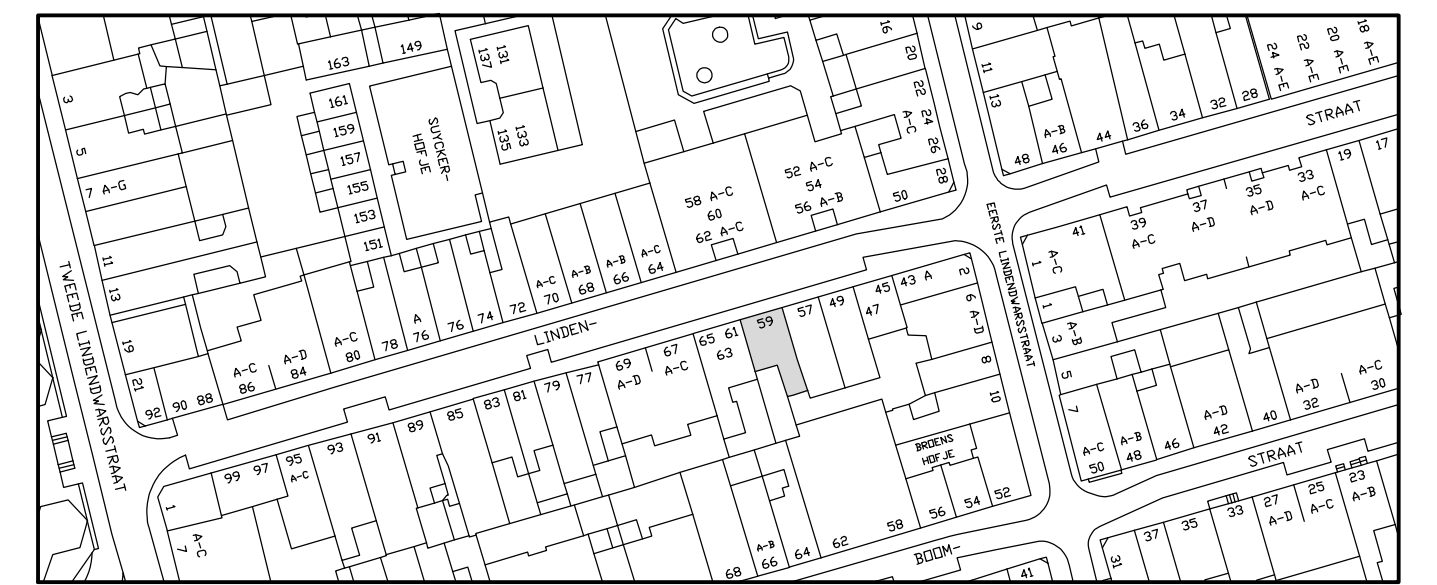 3
5
7 A-G
11
13
19
21
TWEEDE LINDENDWARSSTRAAT
163
149
161
159
157
155
153
151
SUYCKER-
HOFJE
137
131
135
133
16
20
22
24
A-C
26
28
50
52 A-C
54
56 A-B
58 A-C
60
62 A-C
A-C
64
A-B
66
A-B
68
A-C
70
72
74
76
A
76
78
A-C
80
A-D
84
A-C
86
88
90
92
LINDEN-
9
11
13
48
A-B
46
44
36
34
32
28
24 A-E
22 A-E
20 A-E
18 A-E
STRAAT
EERSTE LINDENDWARSSTRAAT
1
A-C
41
39
A-C
37
A-D
35
A-D
33
A-C
19
17
1
3
A-B
5
7
A-C
50
A-B
48
46
A-D
42
40
A-D
32
A-C
30
STRAAT
2
43 A
45
47
49
57
59
61
63
65
67
A-C
69
A-D
77
79
81
83
85
89
91
93
95
A-C
97
99
1
A-C
7
6 A-D
8
10
BROENS
HOFJE
52
54
56
58
62
64
A-B
66
68
BOOM-
41
31
37
35
33
27
A-D
25
A-C
23
A-B